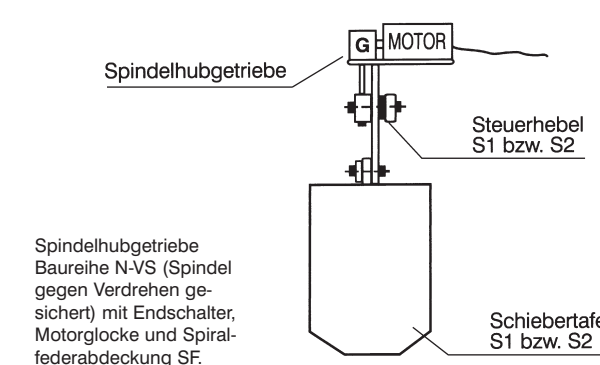 G MOTOR
Spindelhubgetriebe
Steuerhebel
S1 bzw. S2
Spindelhubgetriebe
Baureihe N-VS (Spindel
gegen Verdrehen ge-
sichert) mit Endschalter,
Motorglocke und Spiral-
federabdeckung SF.
Schiebertafe
S1 bzw. S2